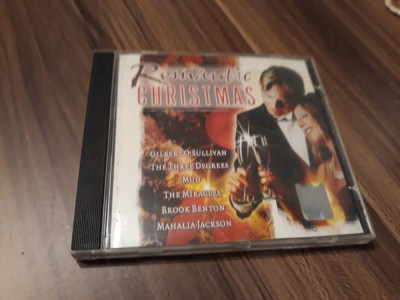 Romantic
CHRISTMAS
GILBERT O'SULLIVAN
THE THREE DEGREES
MUD
THE MIRACLES
BROOK BENTON
MAHALIA JACKSON